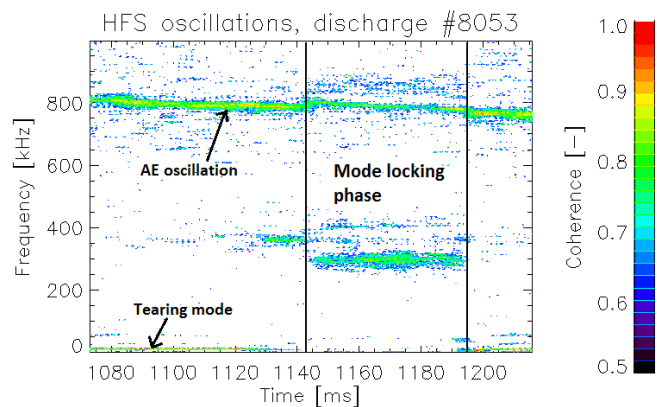 HFS oscillations, discharge #8053
1.0
0.9
0.8
0.7
0.6
0.5
Coherence [–]
800
600
400
200
0
Frequency [kHz]
AE oscillation
Mode locking
phase
Tearing mode
1080 1100 1120 1140 1160 1180 1200
Time [ms]